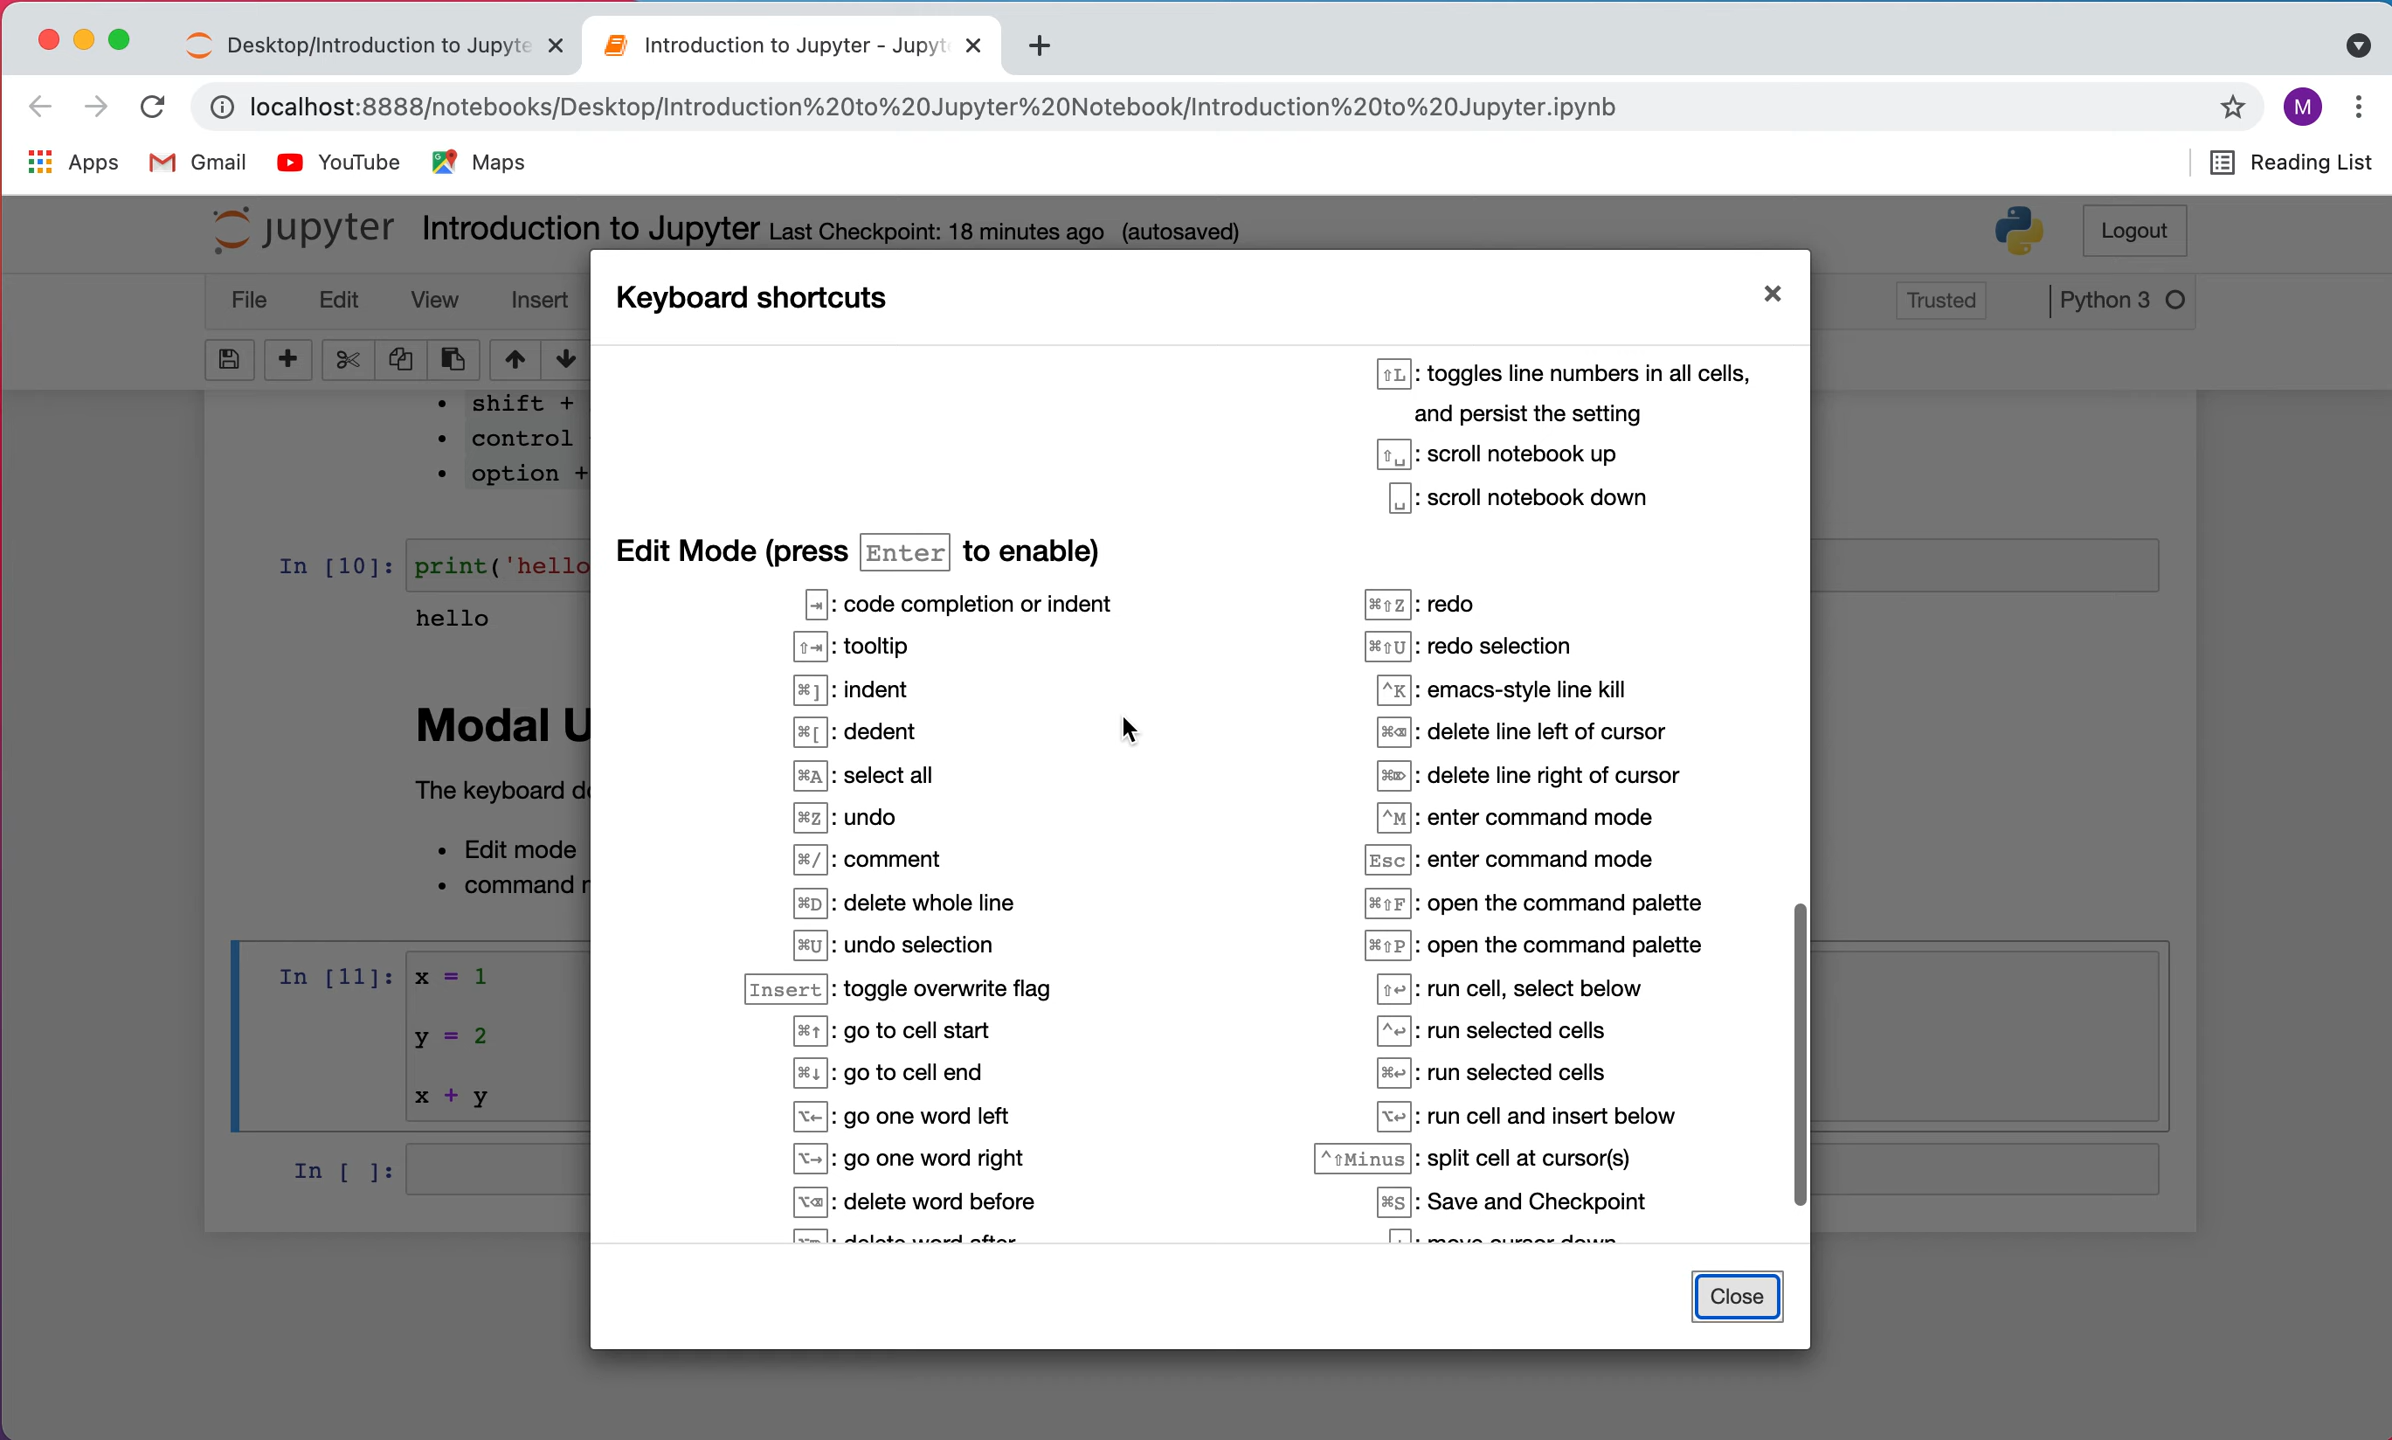 Desktop/Introduction to Jupyte
Introduction to Jupyter - Jupyt
localhost:8888/notebooks/Desktop/Introduction%20to%20Jupyter%20Notebook/Introduction%20to%20Jupyter.ipynb
M
Apps
Gmail
YouTube
Maps
Reading List
jupyter Introduction to Jupyter Last Checkpoint: 18 minutes ago (autosaved)
Logout
File Edit View Insert
Trusted
Python 3
• shift +
• control
• option +
In [10]: print('hello
hello
Modal U
The keyboard d
• Edit mode
• command
In [11]: x = 1
y = 2
x + y
In [ ]:
Keyboard shortcuts
⇧L : toggles line numbers in all cells,
and persist the setting
⇧␣ : scroll notebook up
␣ : scroll notebook down
Edit Mode (press Enter to enable)
⇥ : code completion or indent
⇧⇥ : tooltip
⌘] : indent
⌘[ : dedent
⌘A : select all
⌘Z : undo
⌘/ : comment
⌘D : delete whole line
⌘U : undo selection
Insert : toggle overwrite flag
⌘↑ : go to cell start
⌘↓ : go to cell end
⌥← : go one word left
⌥→ : go one word right
⌥⌫ : delete word before
⌥⌦ : delete word after
⌘⇧Z : redo
⌘⇧U : redo selection
^K : emacs-style line kill
⌘⌫ : delete line left of cursor
⌘⌦ : delete line right of cursor
^M : enter command mode
Esc : enter command mode
⌘⇧F : open the command palette
⌘⇧P : open the command palette
⇧↩ : run cell, select below
^↩ : run selected cells
⌘↩ : run selected cells
⌥↩ : run cell and insert below
^⇧Minus : split cell at cursor(s)
⌘S : Save and Checkpoint
↓ : move cursor down
Close